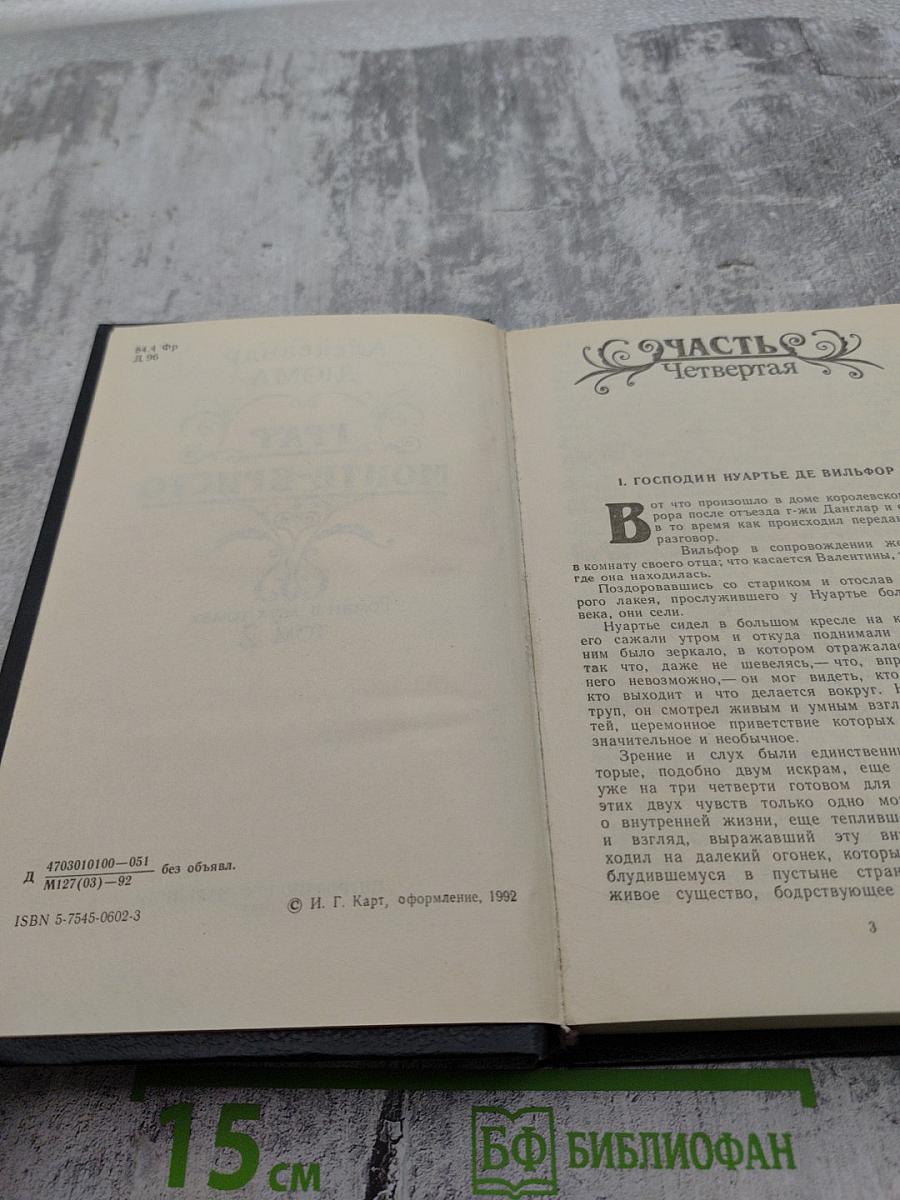 84.4 Фр
Д 96
Д 4703010100—051
М127(03)—92 без объявл.
ISBN 5-7545-0602-3
© И. Г. Карт, оформление, 1992
ЧАСТЬ
Четвертая
I. ГОСПОДИН НУАРТЬЕ ДЕ ВИЛЬФОР
Вот что произошло в доме королевског
рора после отъезда г-жи Данглар и
в то время как происходил передан
разговор.
Вильфор в сопровождении же
в комнату своего отца; что касается Валентины,
где она находилась.
Поздоровавшись со стариком и отослав
рого лакея, прослужившего у Нуартье бол
века, они сели.
Нуартье сидел в большом кресле на к
его сажали утром и откуда поднимали
ним было зеркало, в котором отражалас
так что, даже не шевелясь,— что, впр
него невозможно,— он мог видеть, кто
кто выходит и что делается вокруг. Н
труп, он смотрел живым и умным взгл
тей, церемонное приветствие которых
значительное и необычное.
Зрение и слух были единственн
торые, подобно двум искрам, еще
уже на три четверти готовом для
этих двух чувств только одно мо
о внутренней жизни, еще тепливш
и взгляд, выражавший эту вн
ходил на далекий огонек, которы
блудившемуся в пустыне стран
живое существо, бодрствующее
3
15 см
БФ БИБЛИОФАН